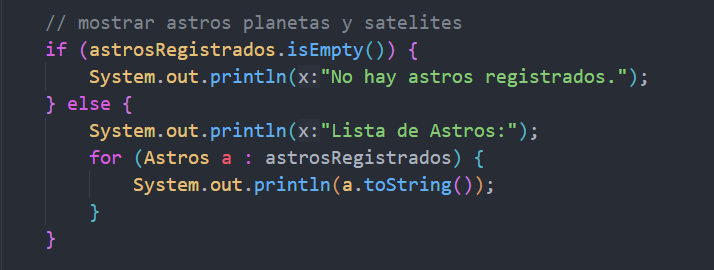 // mostrar astros planetas y satelites
if (astrosRegistrados.isEmpty()) {
System.out.println(x:"No hay astros registrados.");
} else {
System.out.println(x:"Lista de Astros:");
for (Astros a : astrosRegistrados) {
System.out.println(a.toString());
}
}